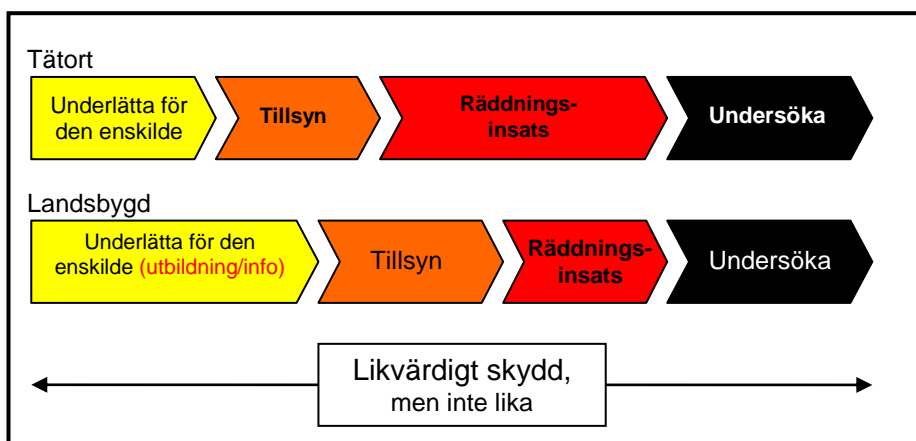 Tätort
Underlätta för
den enskilde
Tillsyn
Räddnings-
insats
Undersöka
Landsbygd
Underlätta för den
enskilde (utbildning/info)
Tillsyn
Räddnings-
insats
Undersöka
Likvärdigt skydd,
men inte lika